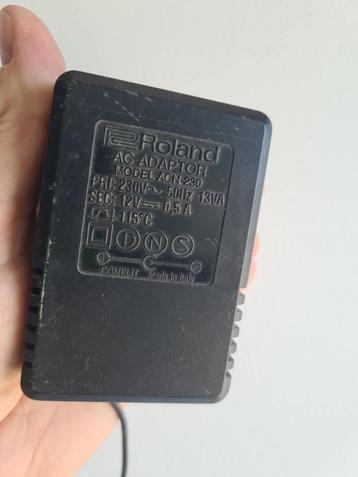 Roland
AC ADAPTOR
MODEL ACN-230
PRI: 230V~ 50Hz 13VA
SEC: 12V⎓ 0,5 A
115°C
COMELIT Made in Italy